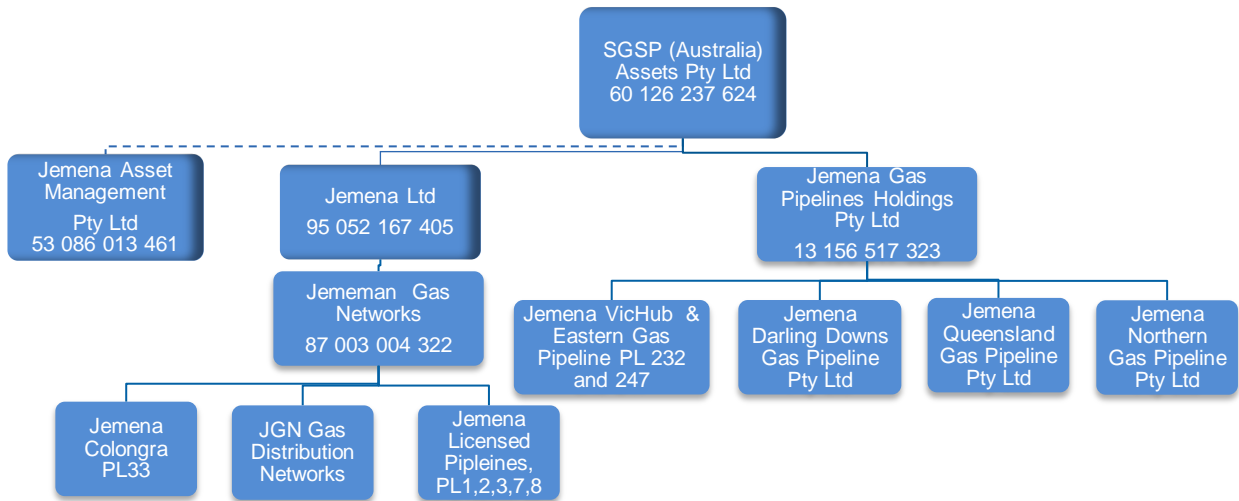 SGSP (Australia)
Assets Pty Ltd
60 126 237 624
Jemena Asset
Management
Pty Ltd
53 086 013 461
Jemena Ltd
95 052 167 405
Jemena Gas
Pipelines Holdings
Pty Ltd
13 156 517 323
Jememan Gas
Networks
87 003 004 322
Jemena VicHub &
Eastern Gas
Pipeline PL 232
and 247
Jemena
Darling Downs
Gas Pipeline
Pty Ltd
Jemena
Queensland
Gas Pipeline
Pty Ltd
Jemena
Northern
Gas Pipeline
Pty Ltd
Jemena
Colongra
PL33
JGN Gas
Distribution
Networks
Jemena
Licensed
Pipleines,
PL1,2,3,7,8